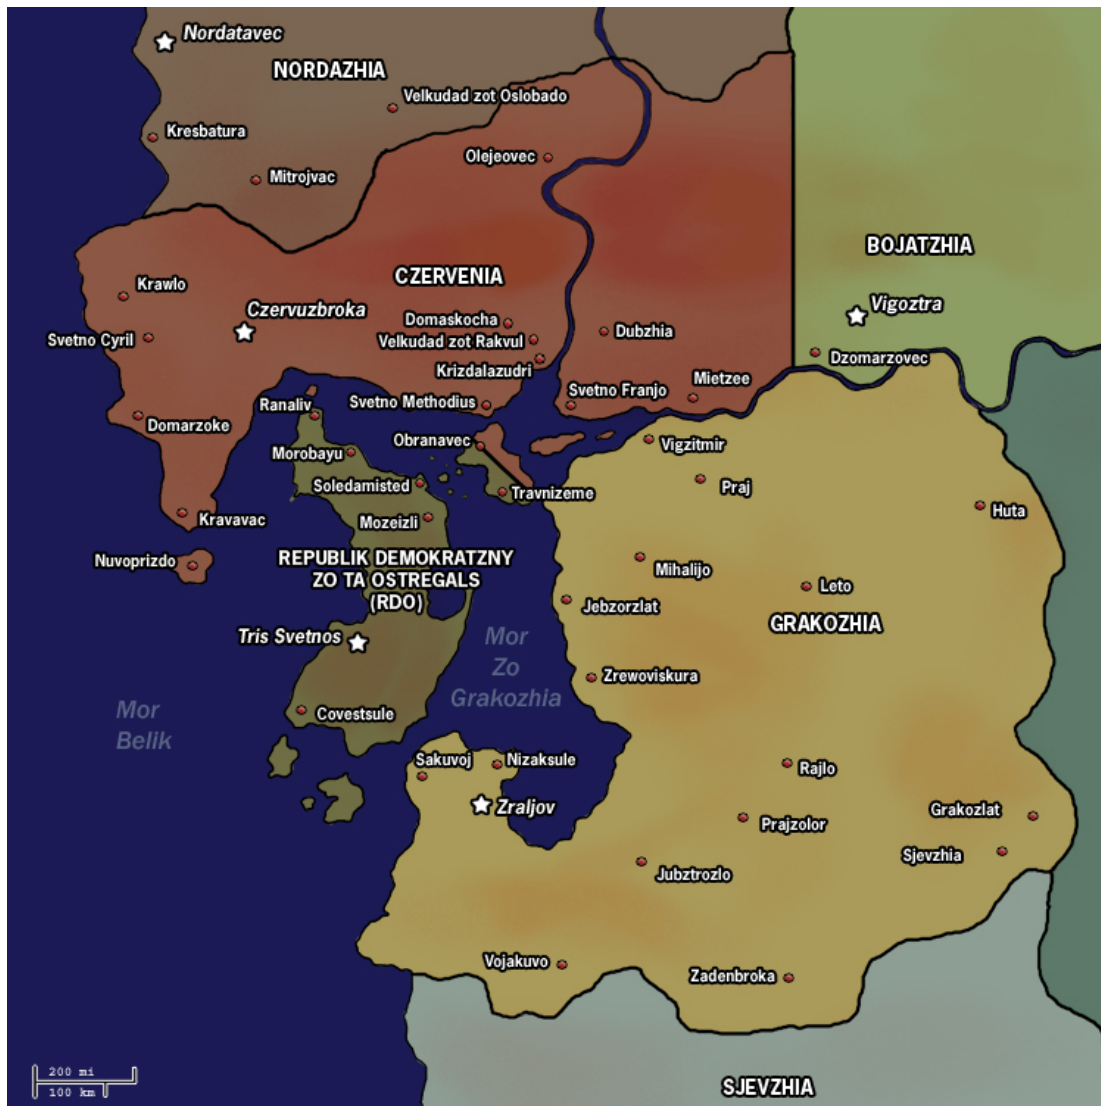 Nordatavec
NORDAZHIA
Velkudad zot Oslobado
Kresbatura
Olejeovec
Mitrojvac
BOJATZHIA
CZERVENIA
Krawlo
Vigoztra
Czervuzbroka
Domaskocha
Dubzhia
Svetno Cyril
Velkudad zot Rakvul
Dzomarzovec
Krizdalazudri
Mietzee
Svetno Franjo
Ranaliv
Svetno Methodius
Domarzoke
Obranavec
Vigzitmir
Morobayu
Soledamisted
Praj
Travnizeme
Huta
Kravavac
Mozeizli
Nuvoprizdo
REPUBLIK DEMOKRATZNY
ZO TA OSTREGALS
(RDO)
Mihalijo
Leto
Jebzorzlat
GRAKOZHIA
Tris Svetnos
Mor
Zo
Grakozhia
Zrewoviskura
Mor
Belik
Covestsule
Sakuvoj
Nizaksule
Rajlo
Zraljov
Grakozlat
Prajzolor
Sjevzhia
Jubztrozlo
Vojakuvo
Zadenbroka
200 mi
100 km
SJEVZHIA